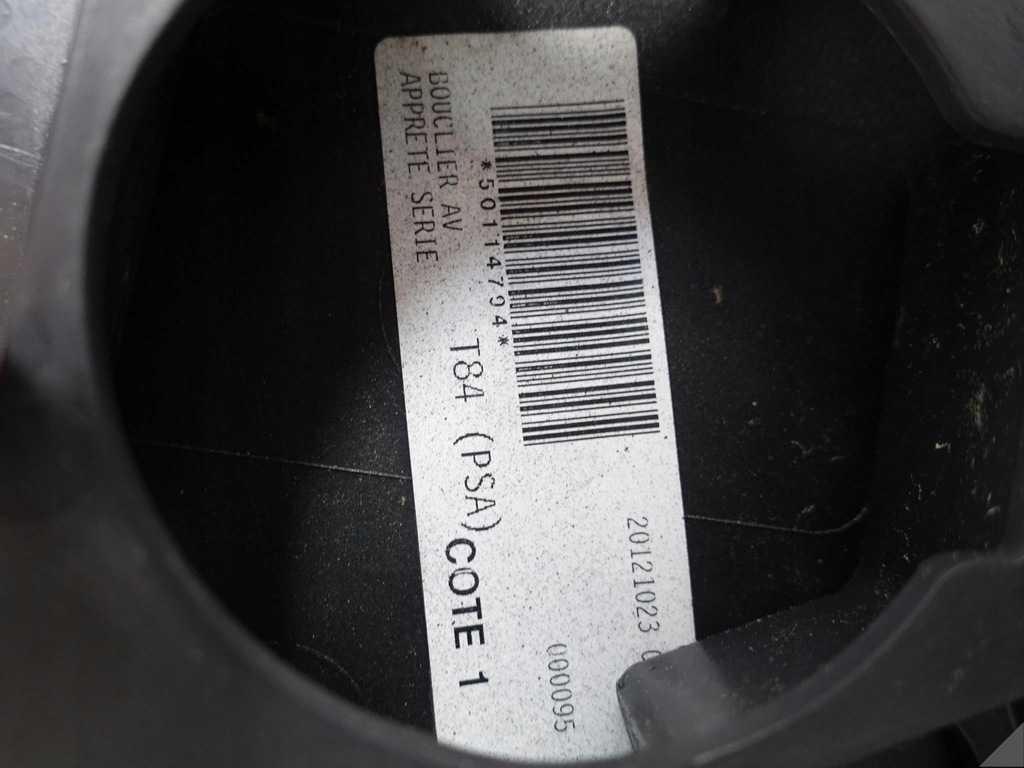 20121023
000095
*50114794*
BOUCLIER AV T84 (PSA) COTE 1
APPRETE SERIE